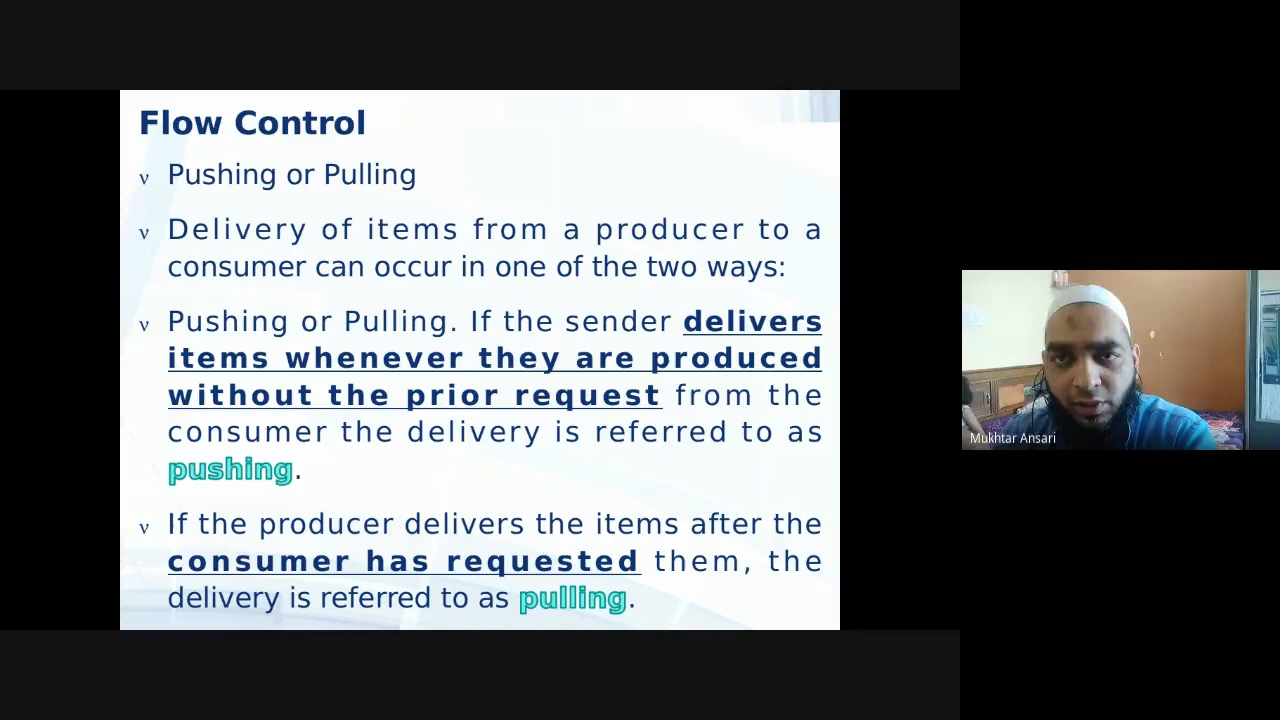 Flow Control
v Pushing or Pulling
v Delivery of items from a producer to a
consumer can occur in one of the two ways:
v Pushing or Pulling. If the sender delivers
items whenever they are produced
without the prior request from the
consumer the delivery is referred to as
pushing.
v If the producer delivers the items after the
consumer has requested them, the
delivery is referred to as pulling.
Mukhtar Ansari